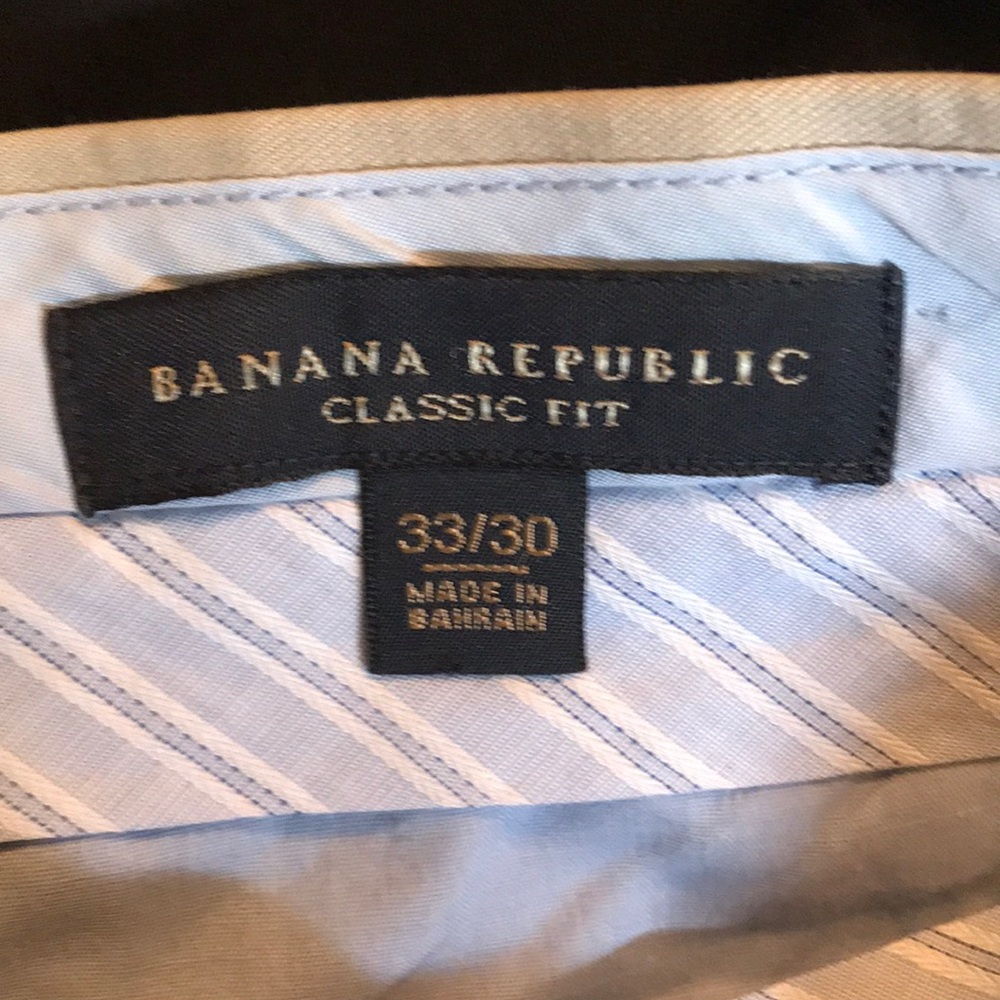 BANANA REPUBLIC
CLASSIC FIT
33/30
MADE IN
BAHRAIN